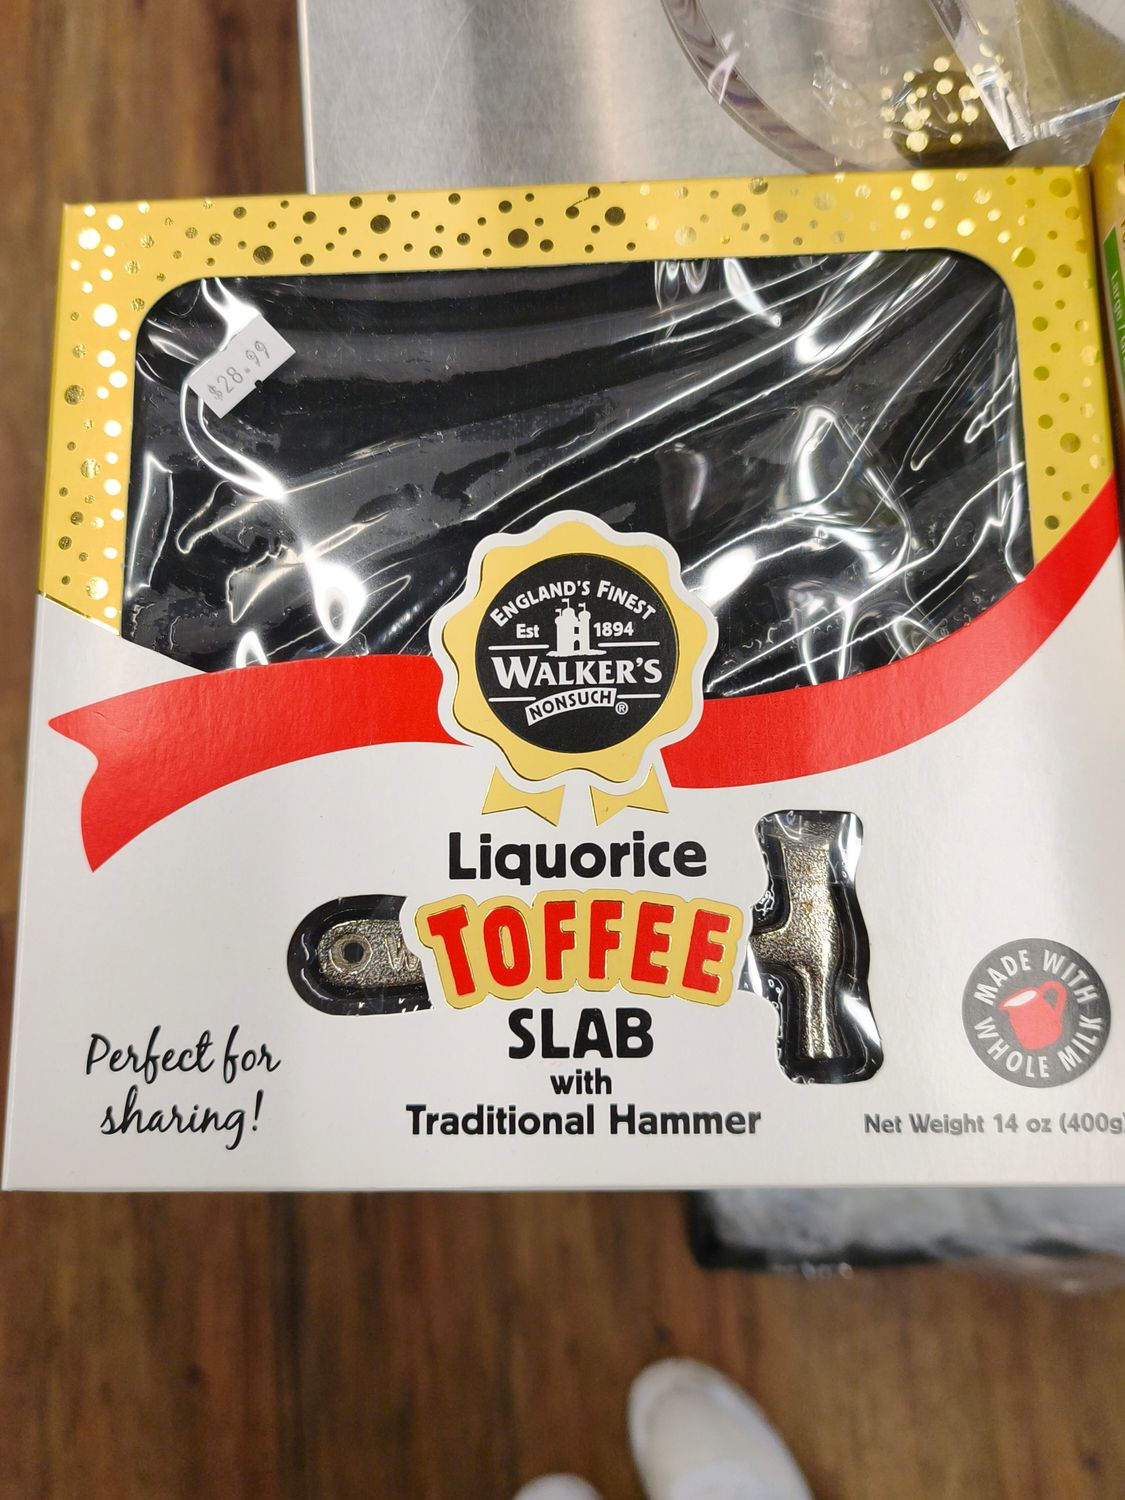 $28.99
ENGLAND'S FINEST
Est 1894
WALKER'S
NONSUCH®
Liquorice
TOFFEE
SLAB
with
Traditional Hammer
Perfect for
sharing!
MADE WITH
WHOLE MILK
Net Weight 14 oz (400g)